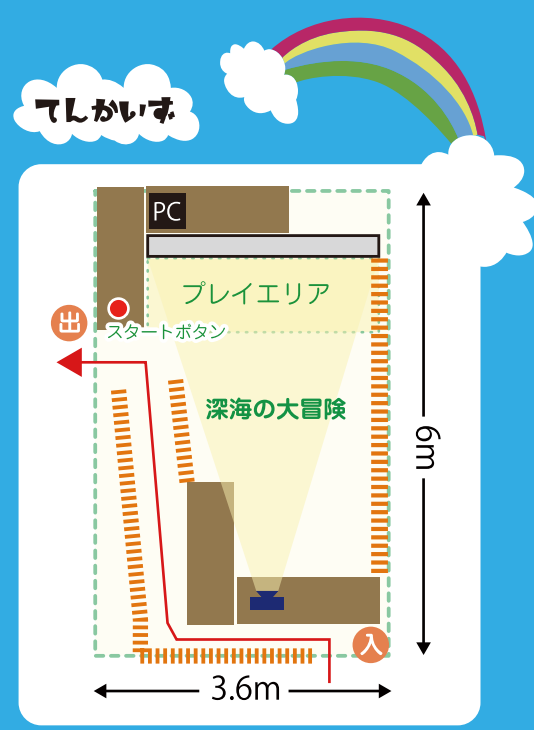 てんかいず
PC
プレイエリア
出
スタートボタン
深海の大冒険
6m
入
3.6m